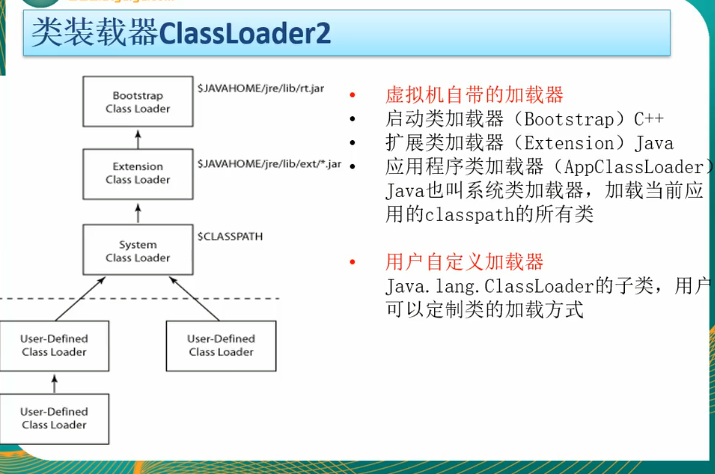 类装载器ClassLoader2
Bootstrap
Class Loader
$JAVAHOME/jre/lib/rt.jar
Extension
Class Loader
$JAVAHOME/jre/lib/ext/*.jar
System
Class Loader
$CLASSPATH
User-Defined
Class Loader
User-Defined
Class Loader
User-Defined
Class Loader
• 虚拟机自带的加载器
• 启动类加载器（Bootstrap）C++
• 扩展类加载器（Extension）Java
• 应用程序类加载器（AppClassLoader）
Java也叫系统类加载器，加载当前应
用的classpath的所有类
• 用户自定义加载器
Java.lang.ClassLoader的子类，用户
可以定制类的加载方式